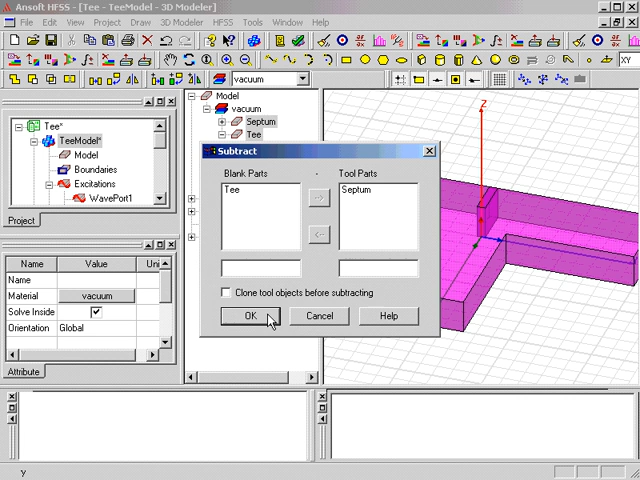 Ansoft HFSS - [Tee - TeeModel - 3D Modeler]
File Edit View Project Draw 3D Modeler HFSS Tools Window Help
XY
vacuum
Tee*
TeeModel*
Model
Boundaries
Excitations
WavePort1
Project
Name Value Uni
Name
Material vacuum
Solve Inside
Orientation Global
Attribute
Model
vacuum
Septum
Tee
Subtract
Blank Parts - Tool Parts
Tee Septum
Clone tool objects before subtracting
OK Cancel Help
Z
y